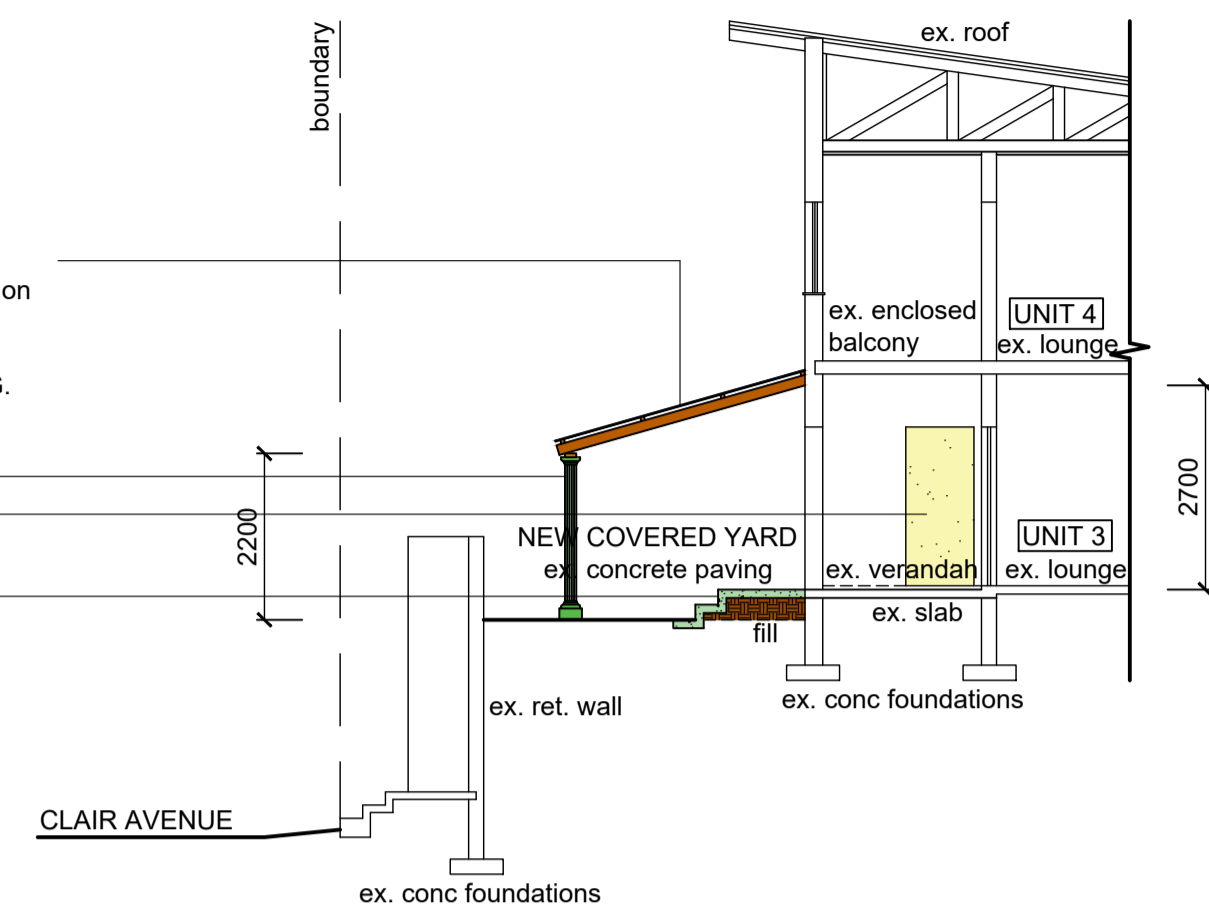 boundary
ex. roof
on
ex. enclosed
balcony
UNIT 4
ex. lounge
G.
2200
2700
NEW COVERED YARD
ex. concrete paving
UNIT 3
ex. verandah
ex. lounge
ex. slab
fill
ex. ret. wall
ex. conc foundations
CLAIR AVENUE
ex. conc foundations